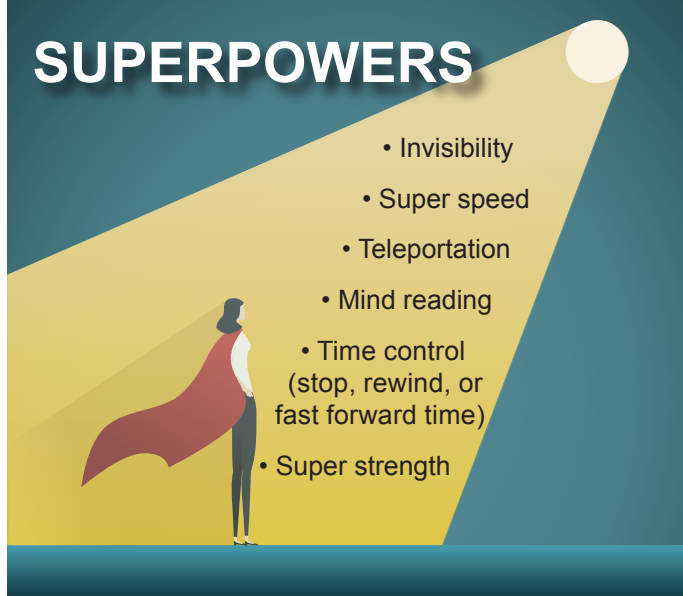 SUPERPOWERS
• Invisibility
• Super speed
• Teleportation
• Mind reading
• Time control
(stop, rewind, or
fast forward time)
• Super strength